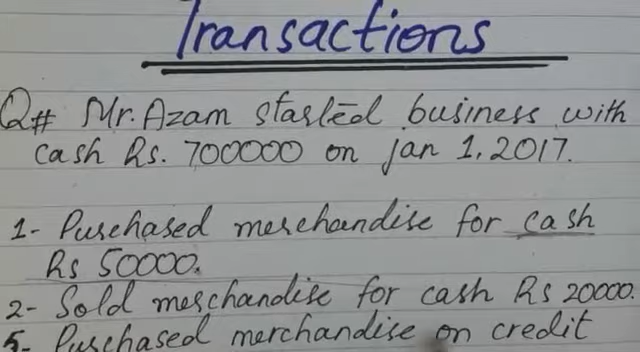 Transactions
Q# Mr. Azam started business with
cash Rs. 700000 on jan 1, 2017.
1- Purchased merchandise for cash
Rs 50000.
2- Sold merchandise for cash Rs 20000.
5- Purchased merchandise on credit